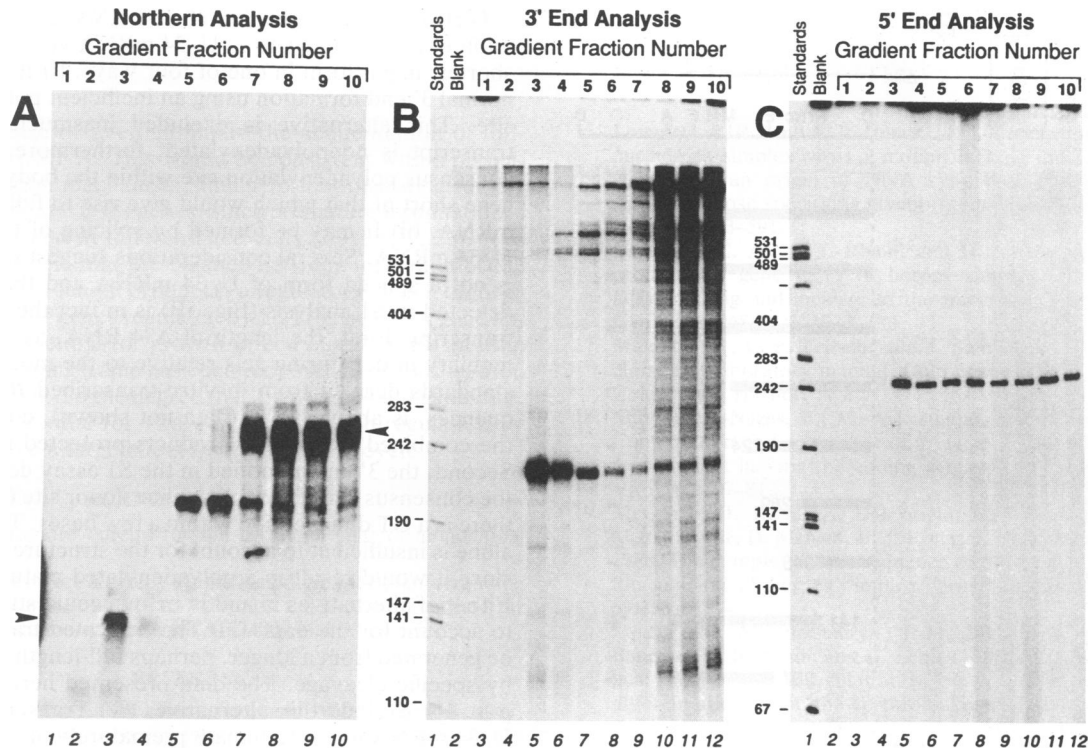 Northern Analysis
Gradient Fraction Number
1 2 3 4 5 6 7 8 9 10
A
1 2 3 4 5 6 7 8 9 10
3' End Analysis
Gradient Fraction Number
Standards
Blank
1 2 3 4 5 6 7 8 9 10
B
531
501
489
404
283
242
190
147
141
110
1 2 3 4 5 6 7 8 9 10 11 12
5' End Analysis
Gradient Fraction Number
Standards
Blank
1 2 3 4 5 6 7 8 9 10
C
531
501
489
404
283
242
190
147
141
110
67
1 2 3 4 5 6 7 8 9 10 11 12